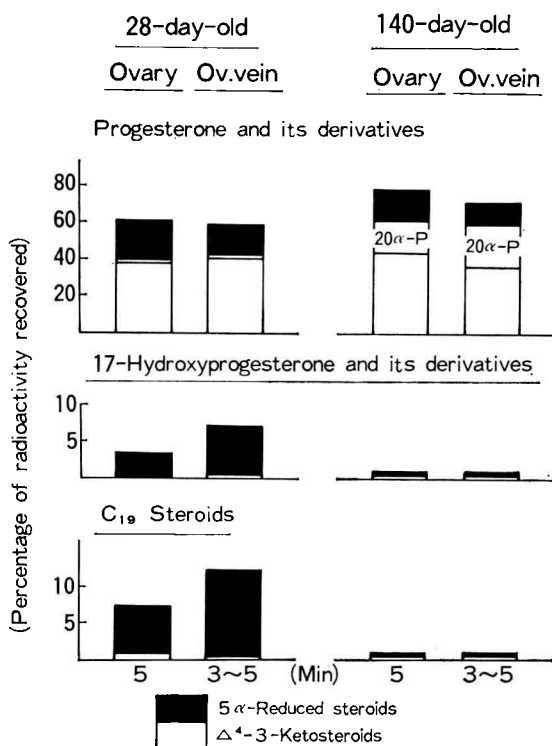 28-day-old 140-day-old
Ovary Ov.vein Ovary Ov.vein
Progesterone and its derivatives
80
60
40
20
20α-P 20α-P
17-Hydroxyprogesterone and its derivatives
10
5
C₁₉ Steroids
10
5
5 3~5 (Min) 5 3~5
(Percentage of radioactivity recovered)
5α-Reduced steroids
Δ⁴-3-Ketosteroids